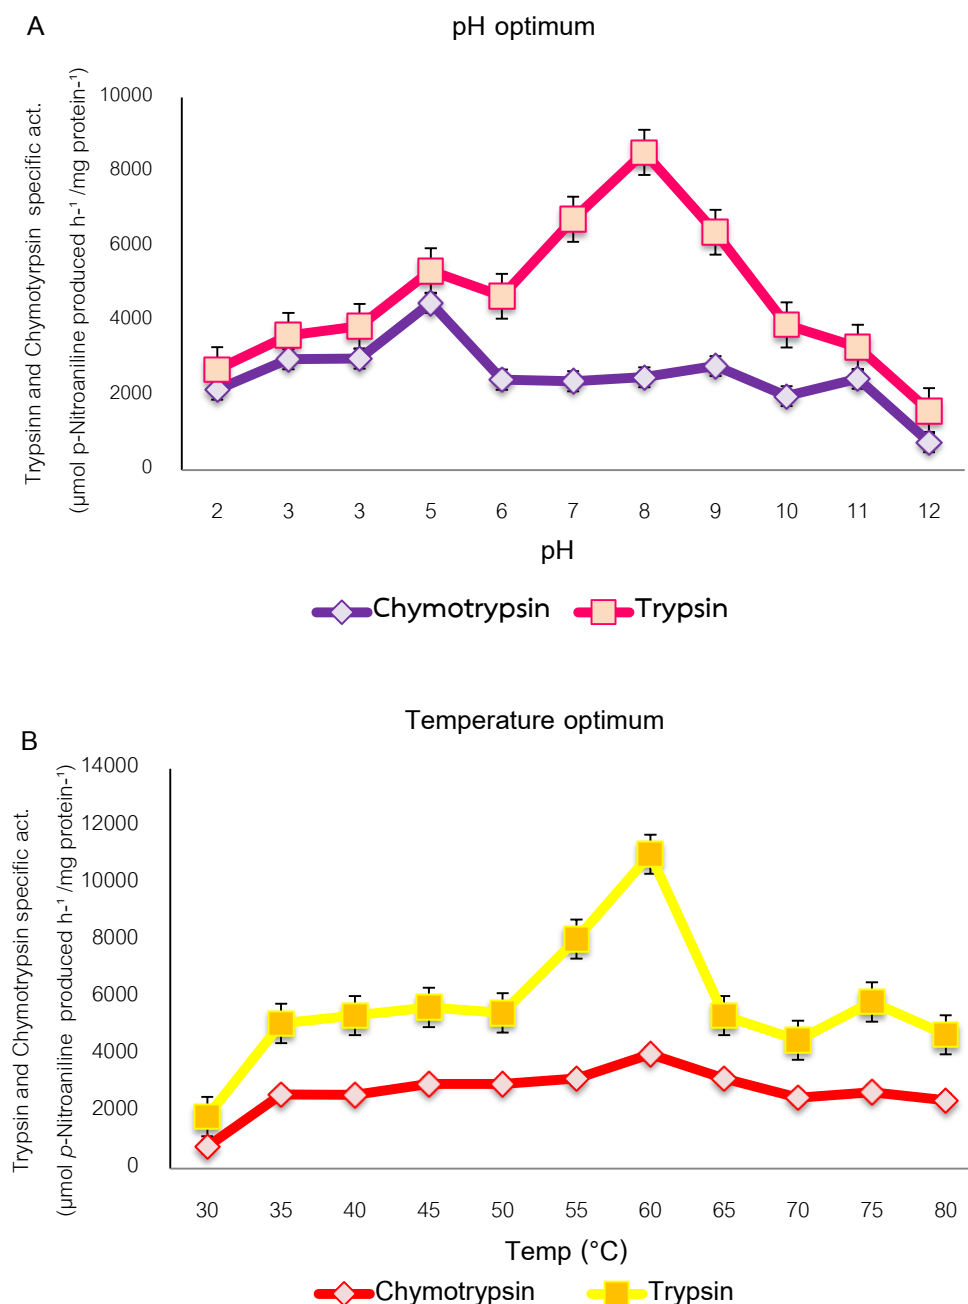 A
pH optimum
Trypsinn and Chymotyrpsin specific act.
(µmol p-Nitroaniline produced h-¹ /mg protein-¹)
10000
8000
6000
4000
2000
0
2 3 3 5 6 7 8 9 10 11 12
pH
Chymotrypsin Trypsin
B
Temperature optimum
Trypsin and Chymotrypsin specific act.
(µmol p-Nitroaniline produced h-¹ /mg protein-¹)
14000
12000
10000
8000
6000
4000
2000
0
30 35 40 45 50 55 60 65 70 75 80
Temp (°C)
Chymotrypsin Trypsin